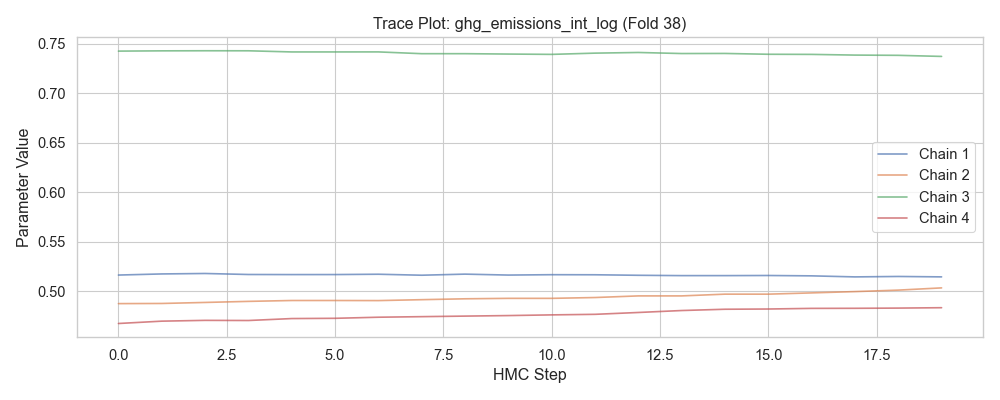 Trace Plot: ghg_emissions_int_log (Fold 38)
Parameter Value
0.75
0.70
0.65
0.60
0.55
0.50
Chain 1
Chain 2
Chain 3
Chain 4
0.0 2.5 5.0 7.5 10.0 12.5 15.0 17.5
HMC Step